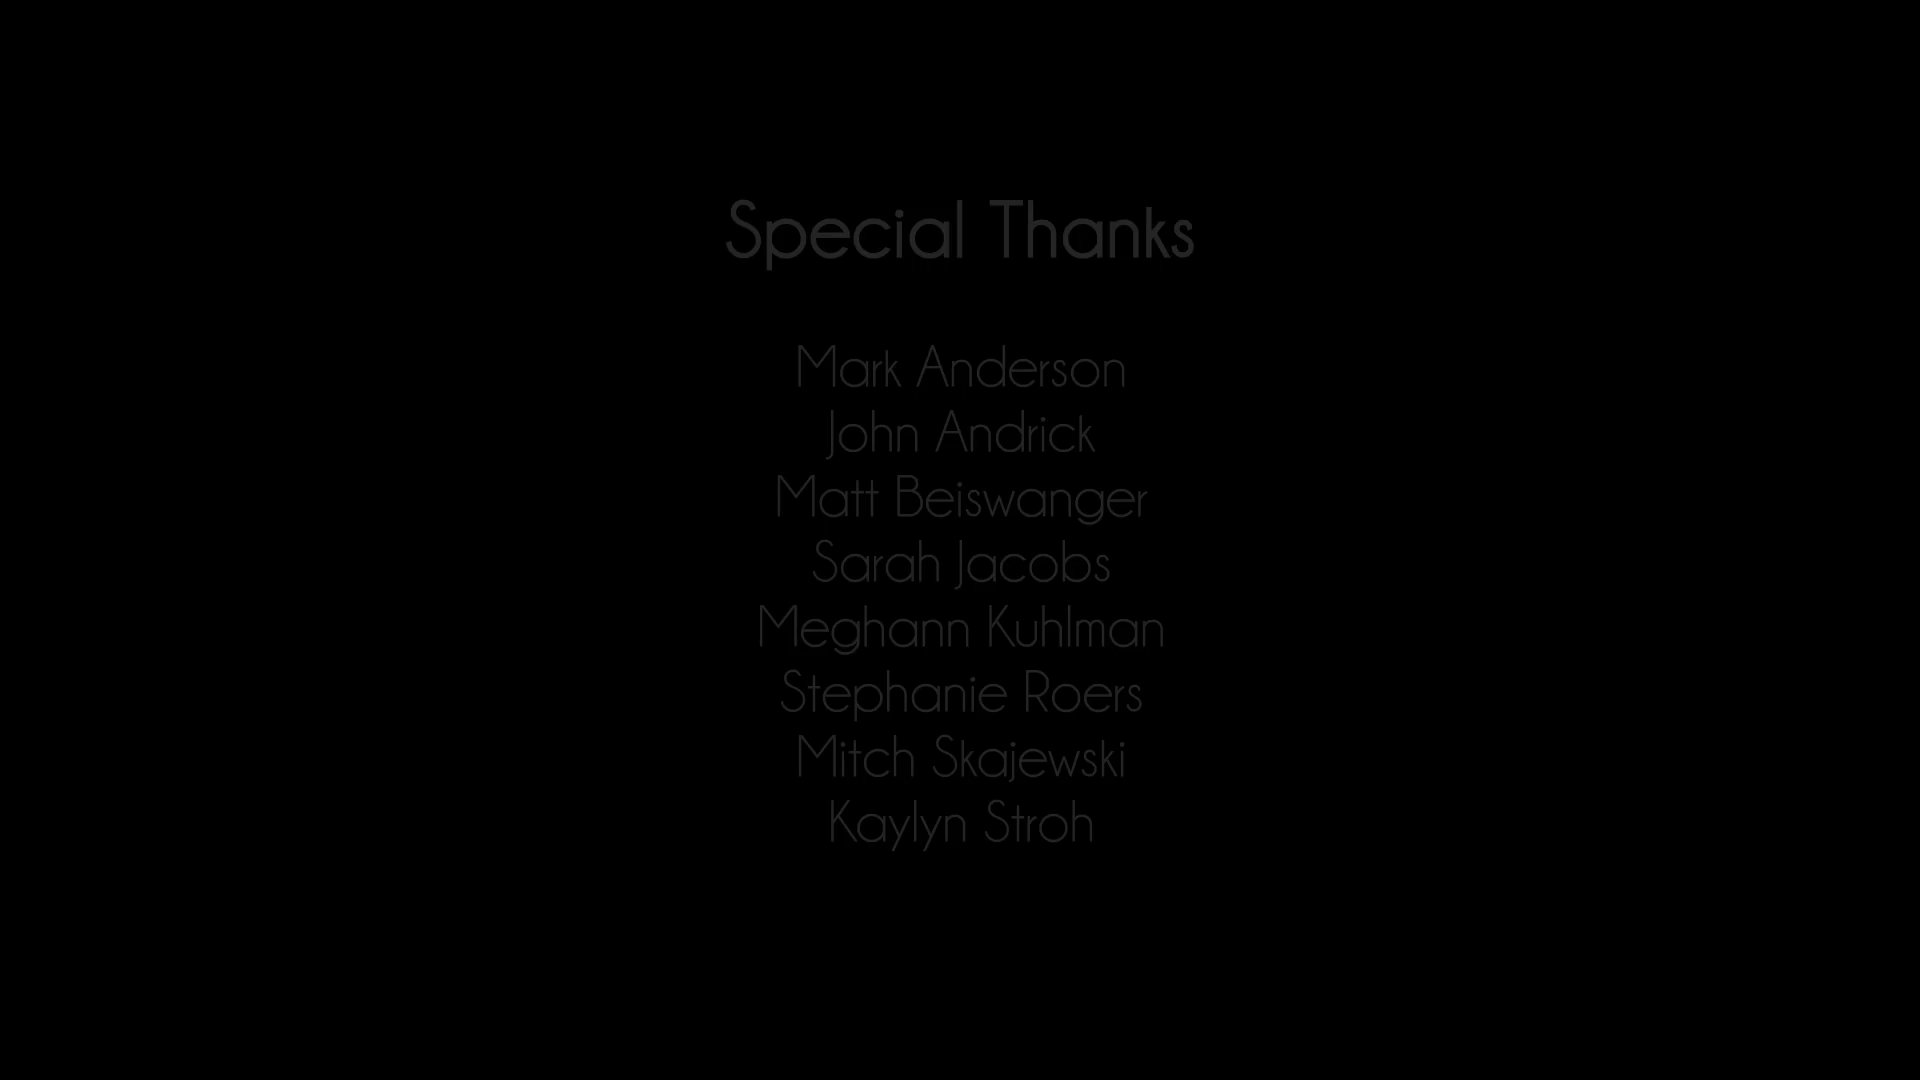 Special Thanks
Mark Anderson
John Andrick
Matt Beiswanger
Sarah Jacobs
Meghann Kuhlman
Stephanie Roers
Mitch Skajewski
Kaylyn Stroh